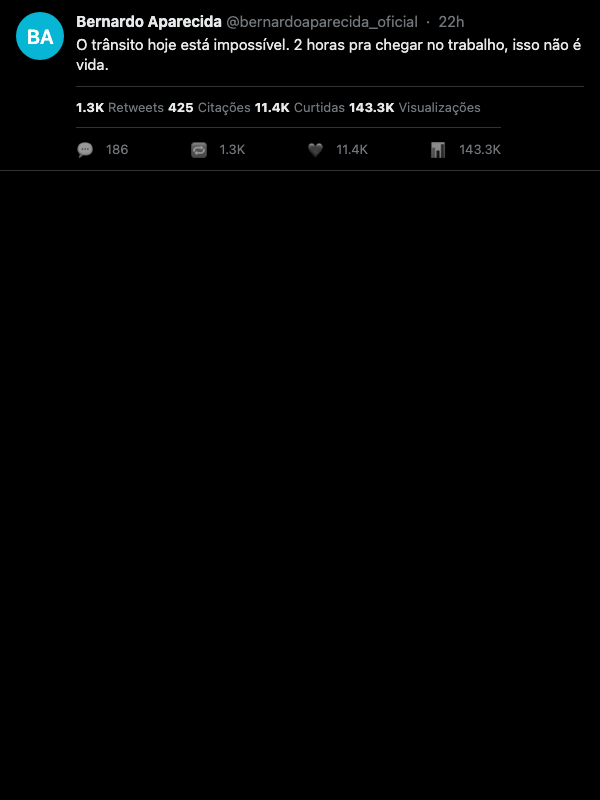 BA
Bernardo Aparecida @bernardoaparecida_oficial · 22h
O trânsito hoje está impossível. 2 horas pra chegar no trabalho, isso não é
vida.
1.3K Retweets 425 Citações 11.4K Curtidas 143.3K Visualizações
186 1.3K 11.4K 143.3K